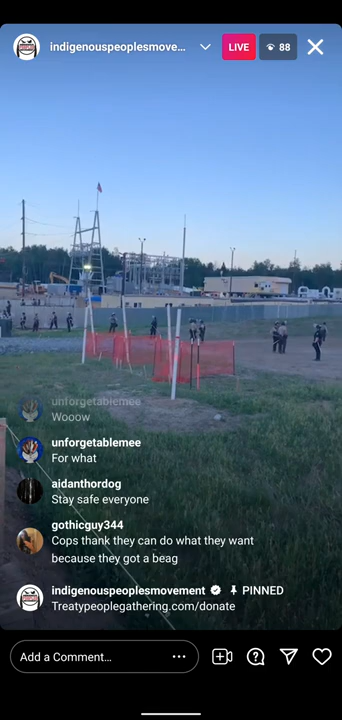 indigenouspeoplesmove...
LIVE
88
unforgetablemee
Wooow
unforgetablemee
For what
aidanthordog
Stay safe everyone
gothicguy344
Cops thank they can do what they want
because they got a beag
indigenouspeoplesmovement PINNED
Treatypeoplegathering.com/donate
Add a Comment...